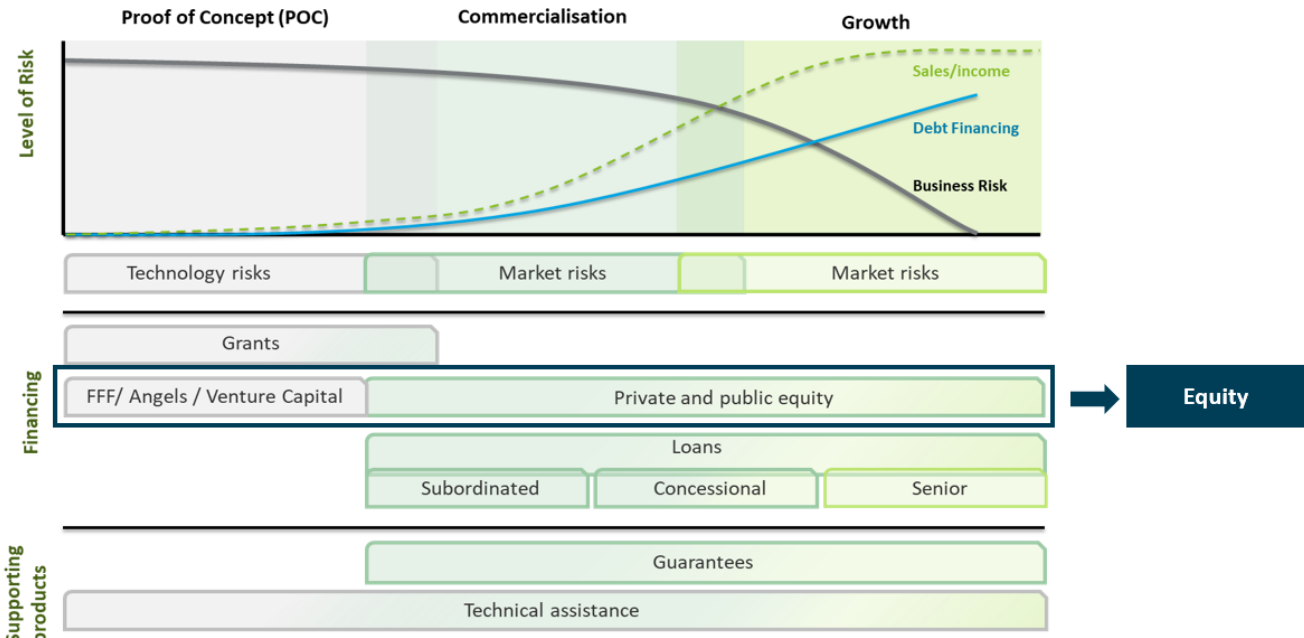 Proof of Concept (POC)
Commercialisation
Growth
Level of Risk
Sales/income
Debt Financing
Business Risk
Technology risks
Market risks
Market risks
Financing
Grants
FFF/ Angels / Venture Capital
Private and public equity
Equity
Loans
Subordinated
Concessional
Senior
Supporting
products
Guarantees
Technical assistance